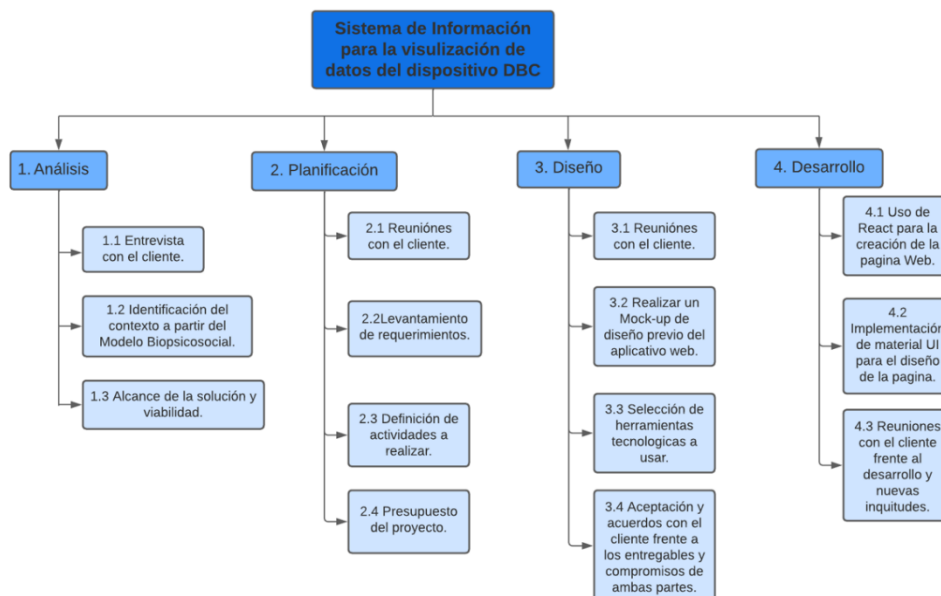 Sistema de Información
para la visulización de
datos del dispositivo DBC
1. Análisis
1.1 Entrevista
con el cliente.
1.2 Identificación del
contexto a partir del
Modelo Biopsicosocial.
1.3 Alcance de la solución y
viabilidad.
2. Planificación
2.1 Reuniónes
con el cliente.
2.2Levantamiento
de requerimientos.
2.3 Definición de
actividades a
realizar.
2.4 Presupuesto
del proyecto.
3. Diseño
3.1 Reuniónes
con el cliente.
3.2 Realizar un
Mock-up de
diseño previo del
aplicativo web.
3.3 Selección de
herramientas
tecnologicas a
usar.
3.4 Aceptación y
acuerdos con el
cliente frente a
los entregables y
compromisos de
ambas partes.
4. Desarrollo
4.1 Uso de
React para la
creación de la
pagina Web.
4.2
Implementación
de material UI
para el diseño
de la pagina.
4.3 Reuniones
con el cliente
frente al
desarrollo y
nuevas
inquitudes.